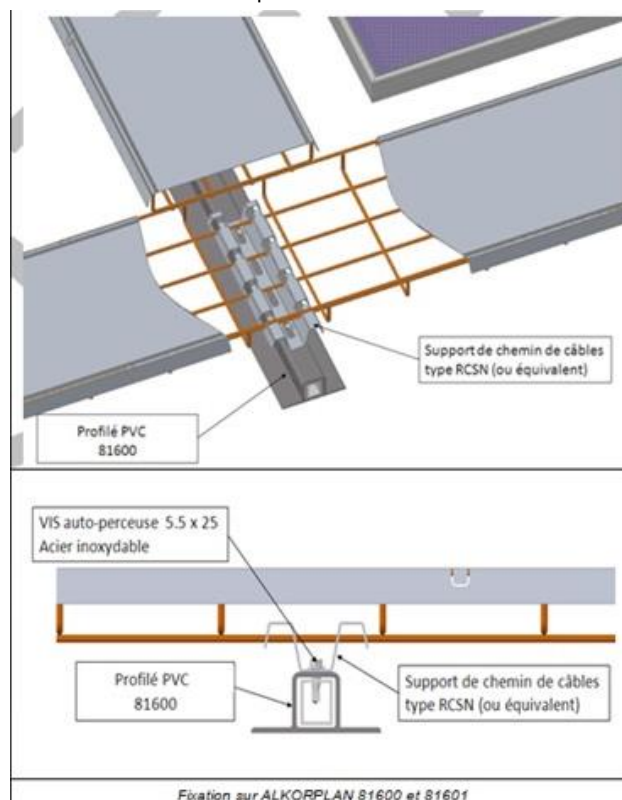 Support de chemin de câbles
type RCSN (ou équivalent)
Profilé PVC
81600
VIS auto-perceuse 5.5 x 25
Acier inoxydable
Profilé PVC
81600
Support de chemin de câbles
type RCSN (ou équivalent)
Fixation sur ALKORPLAN 81600 et 81601